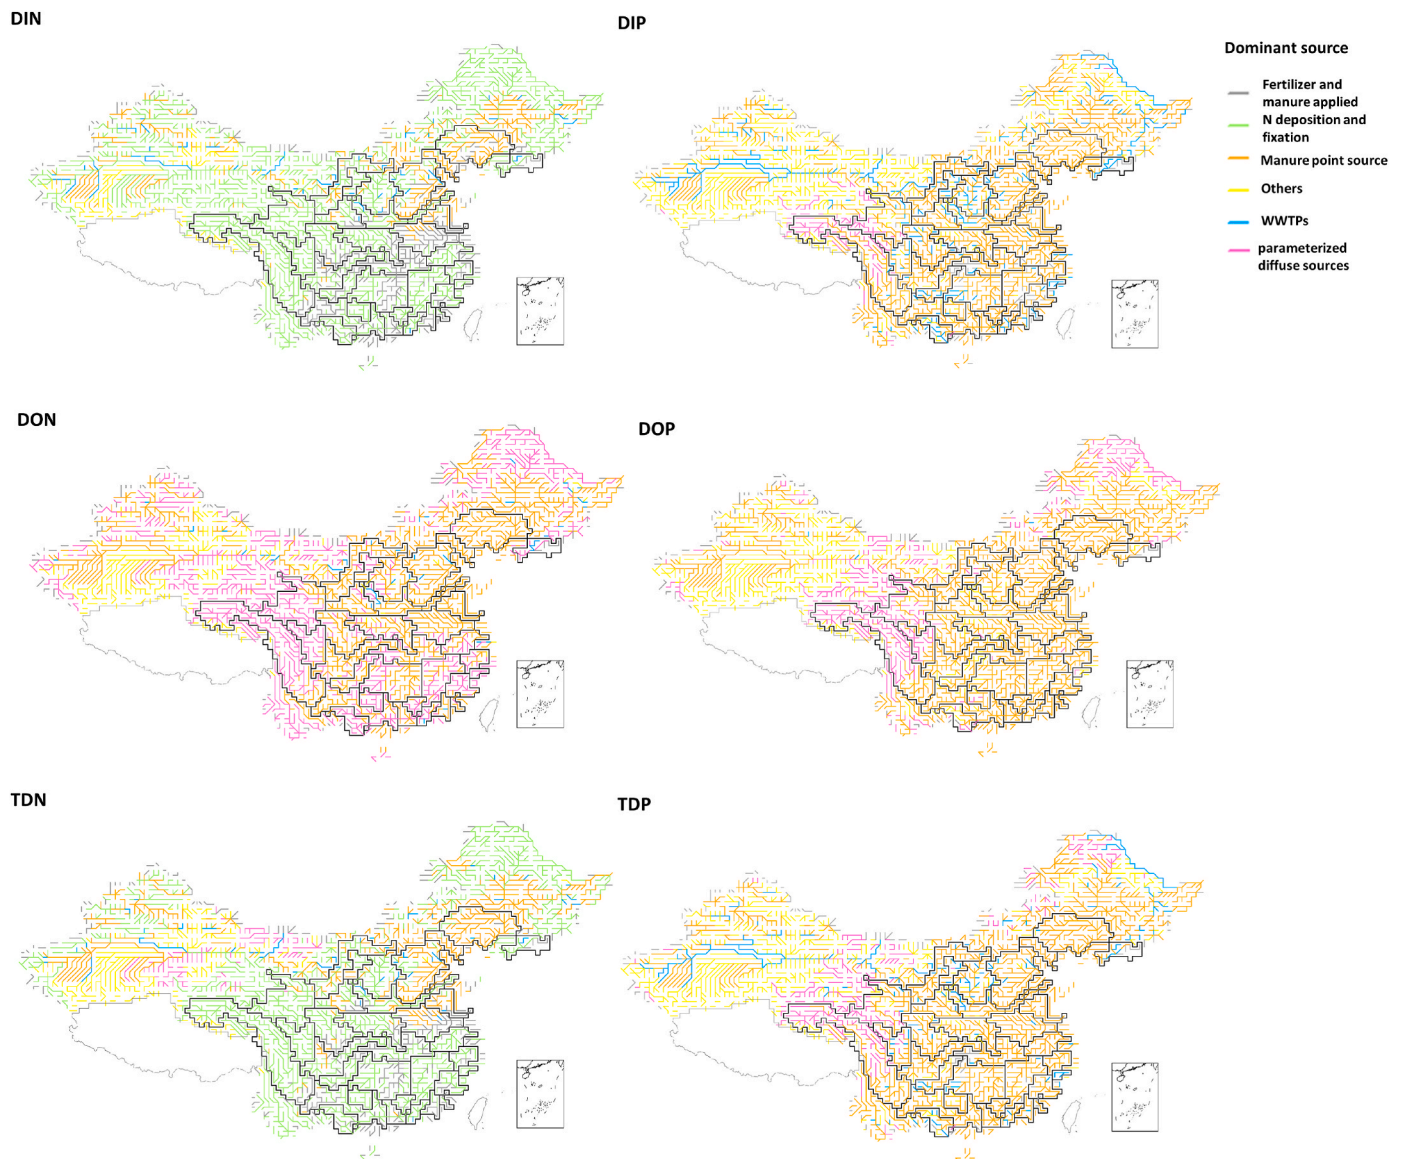 DIN
DIP
Dominant source
Fertilizer and
manure applied
N deposition and
fixation
Manure point source
Others
WWTPs
parameterized
diffuse sources
DON
DOP
TDN
TDP